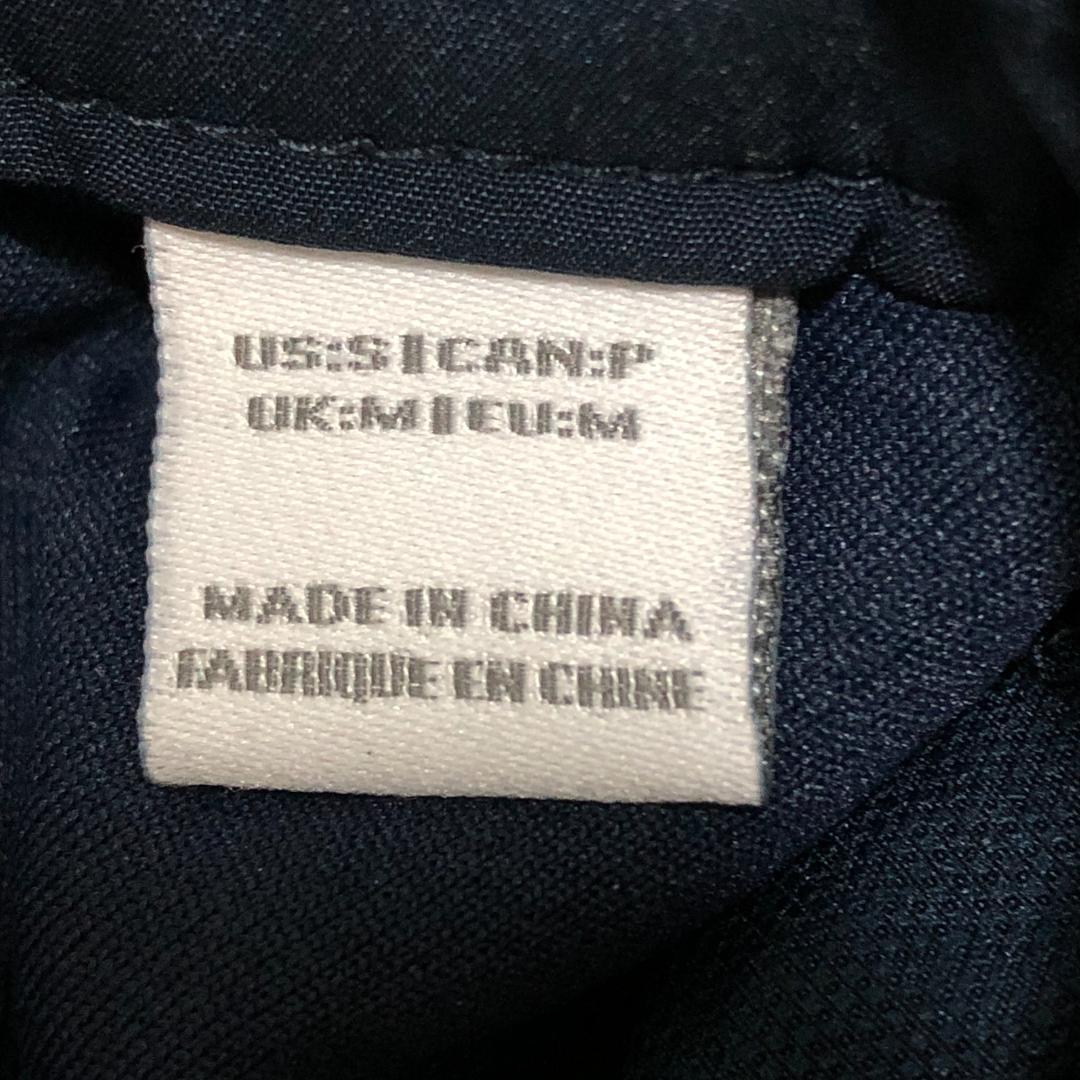 US:S|CAN:P
UK:M|EU:M
MADE IN CHINA
FABRIQUE EN CHINE